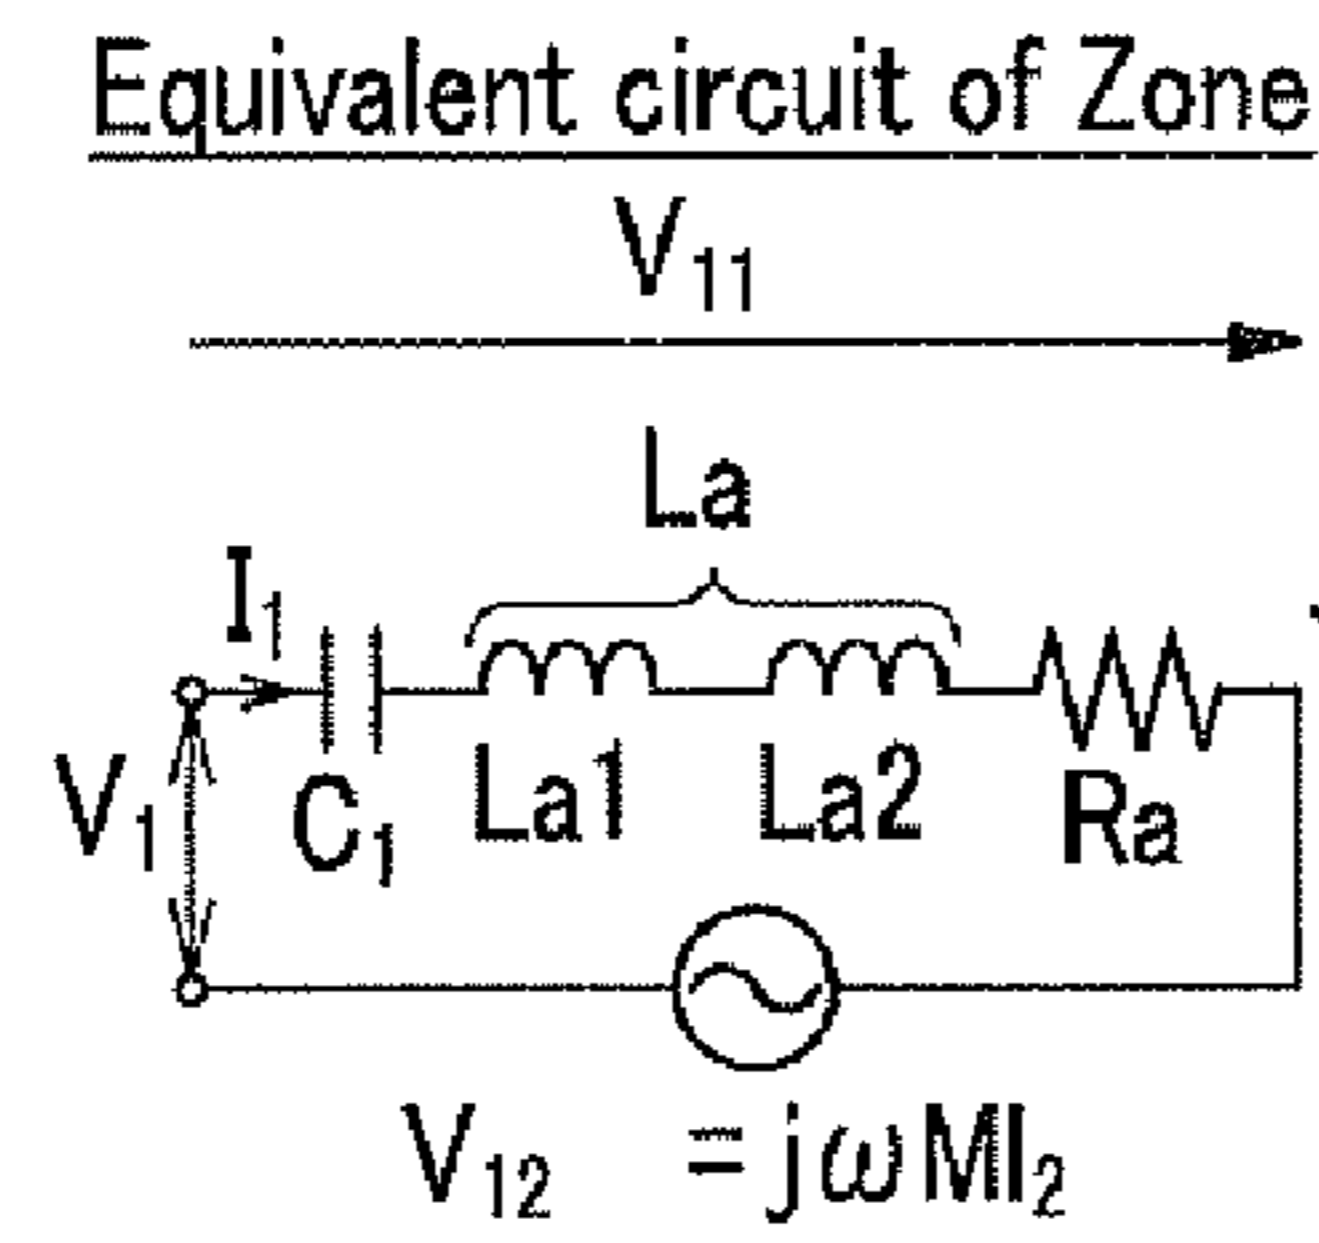 Equivalent circuit of Zone
V₁₁
La
I₁
V₁ C₁ La1 La2 Ra
V₁₂ = jωMI₂